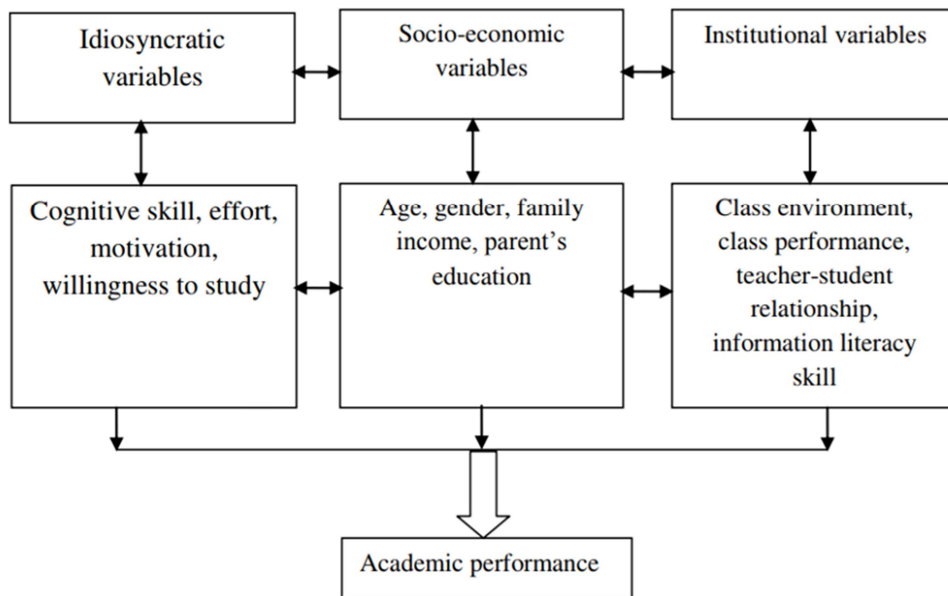 Idiosyncratic
variables
Socio-economic
variables
Institutional variables
Cognitive skill, effort,
motivation,
willingness to study
Age, gender, family
income, parent’s
education
Class environment,
class performance,
teacher-student
relationship,
information literacy
skill
Academic performance